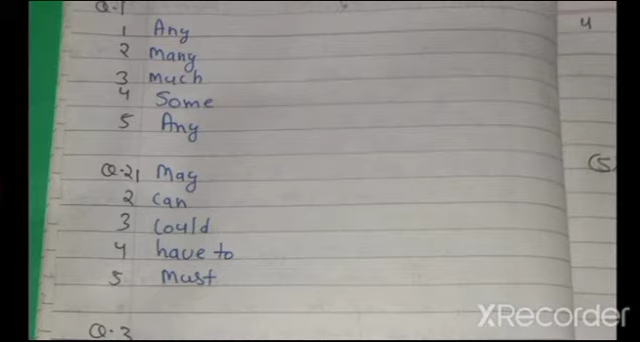 Q.1
1 Any
2 Many
3 Much
4 Some
5 Any
Q.2 1 May
2 can
3 Could
4 have to
5 Must
Q.3
4
(5
XRecorder